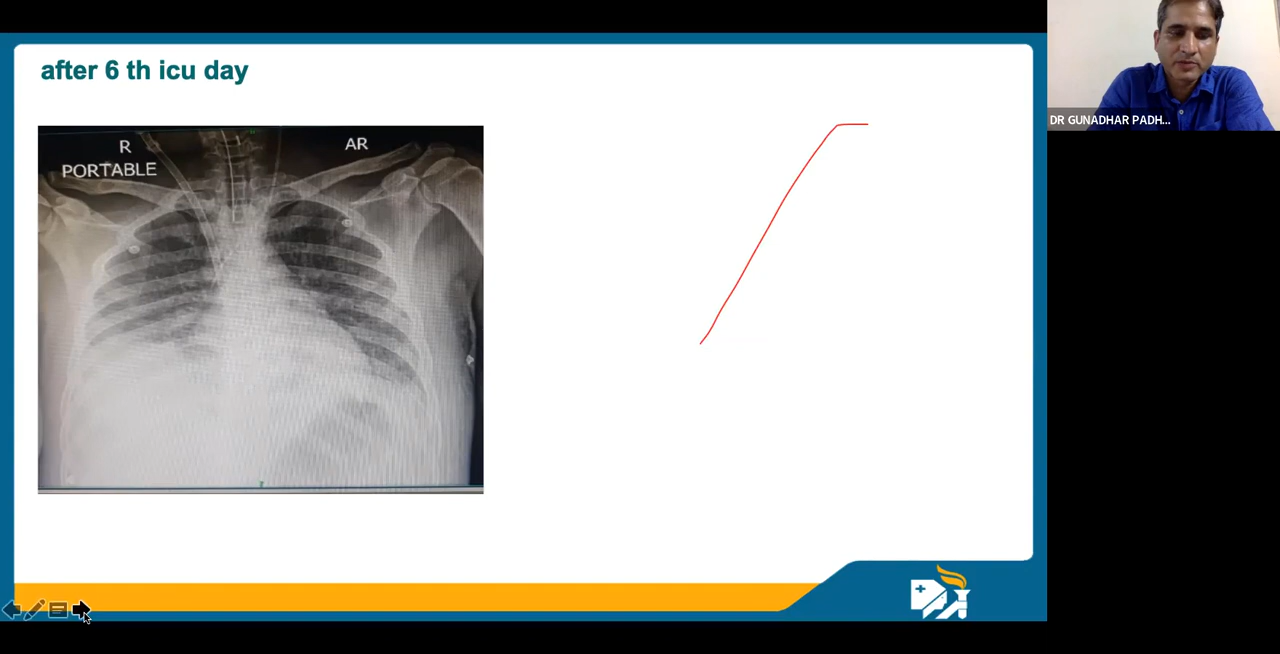 after 6 th icu day
R
AR
PORTABLE
DR GUNADHAR PADH...